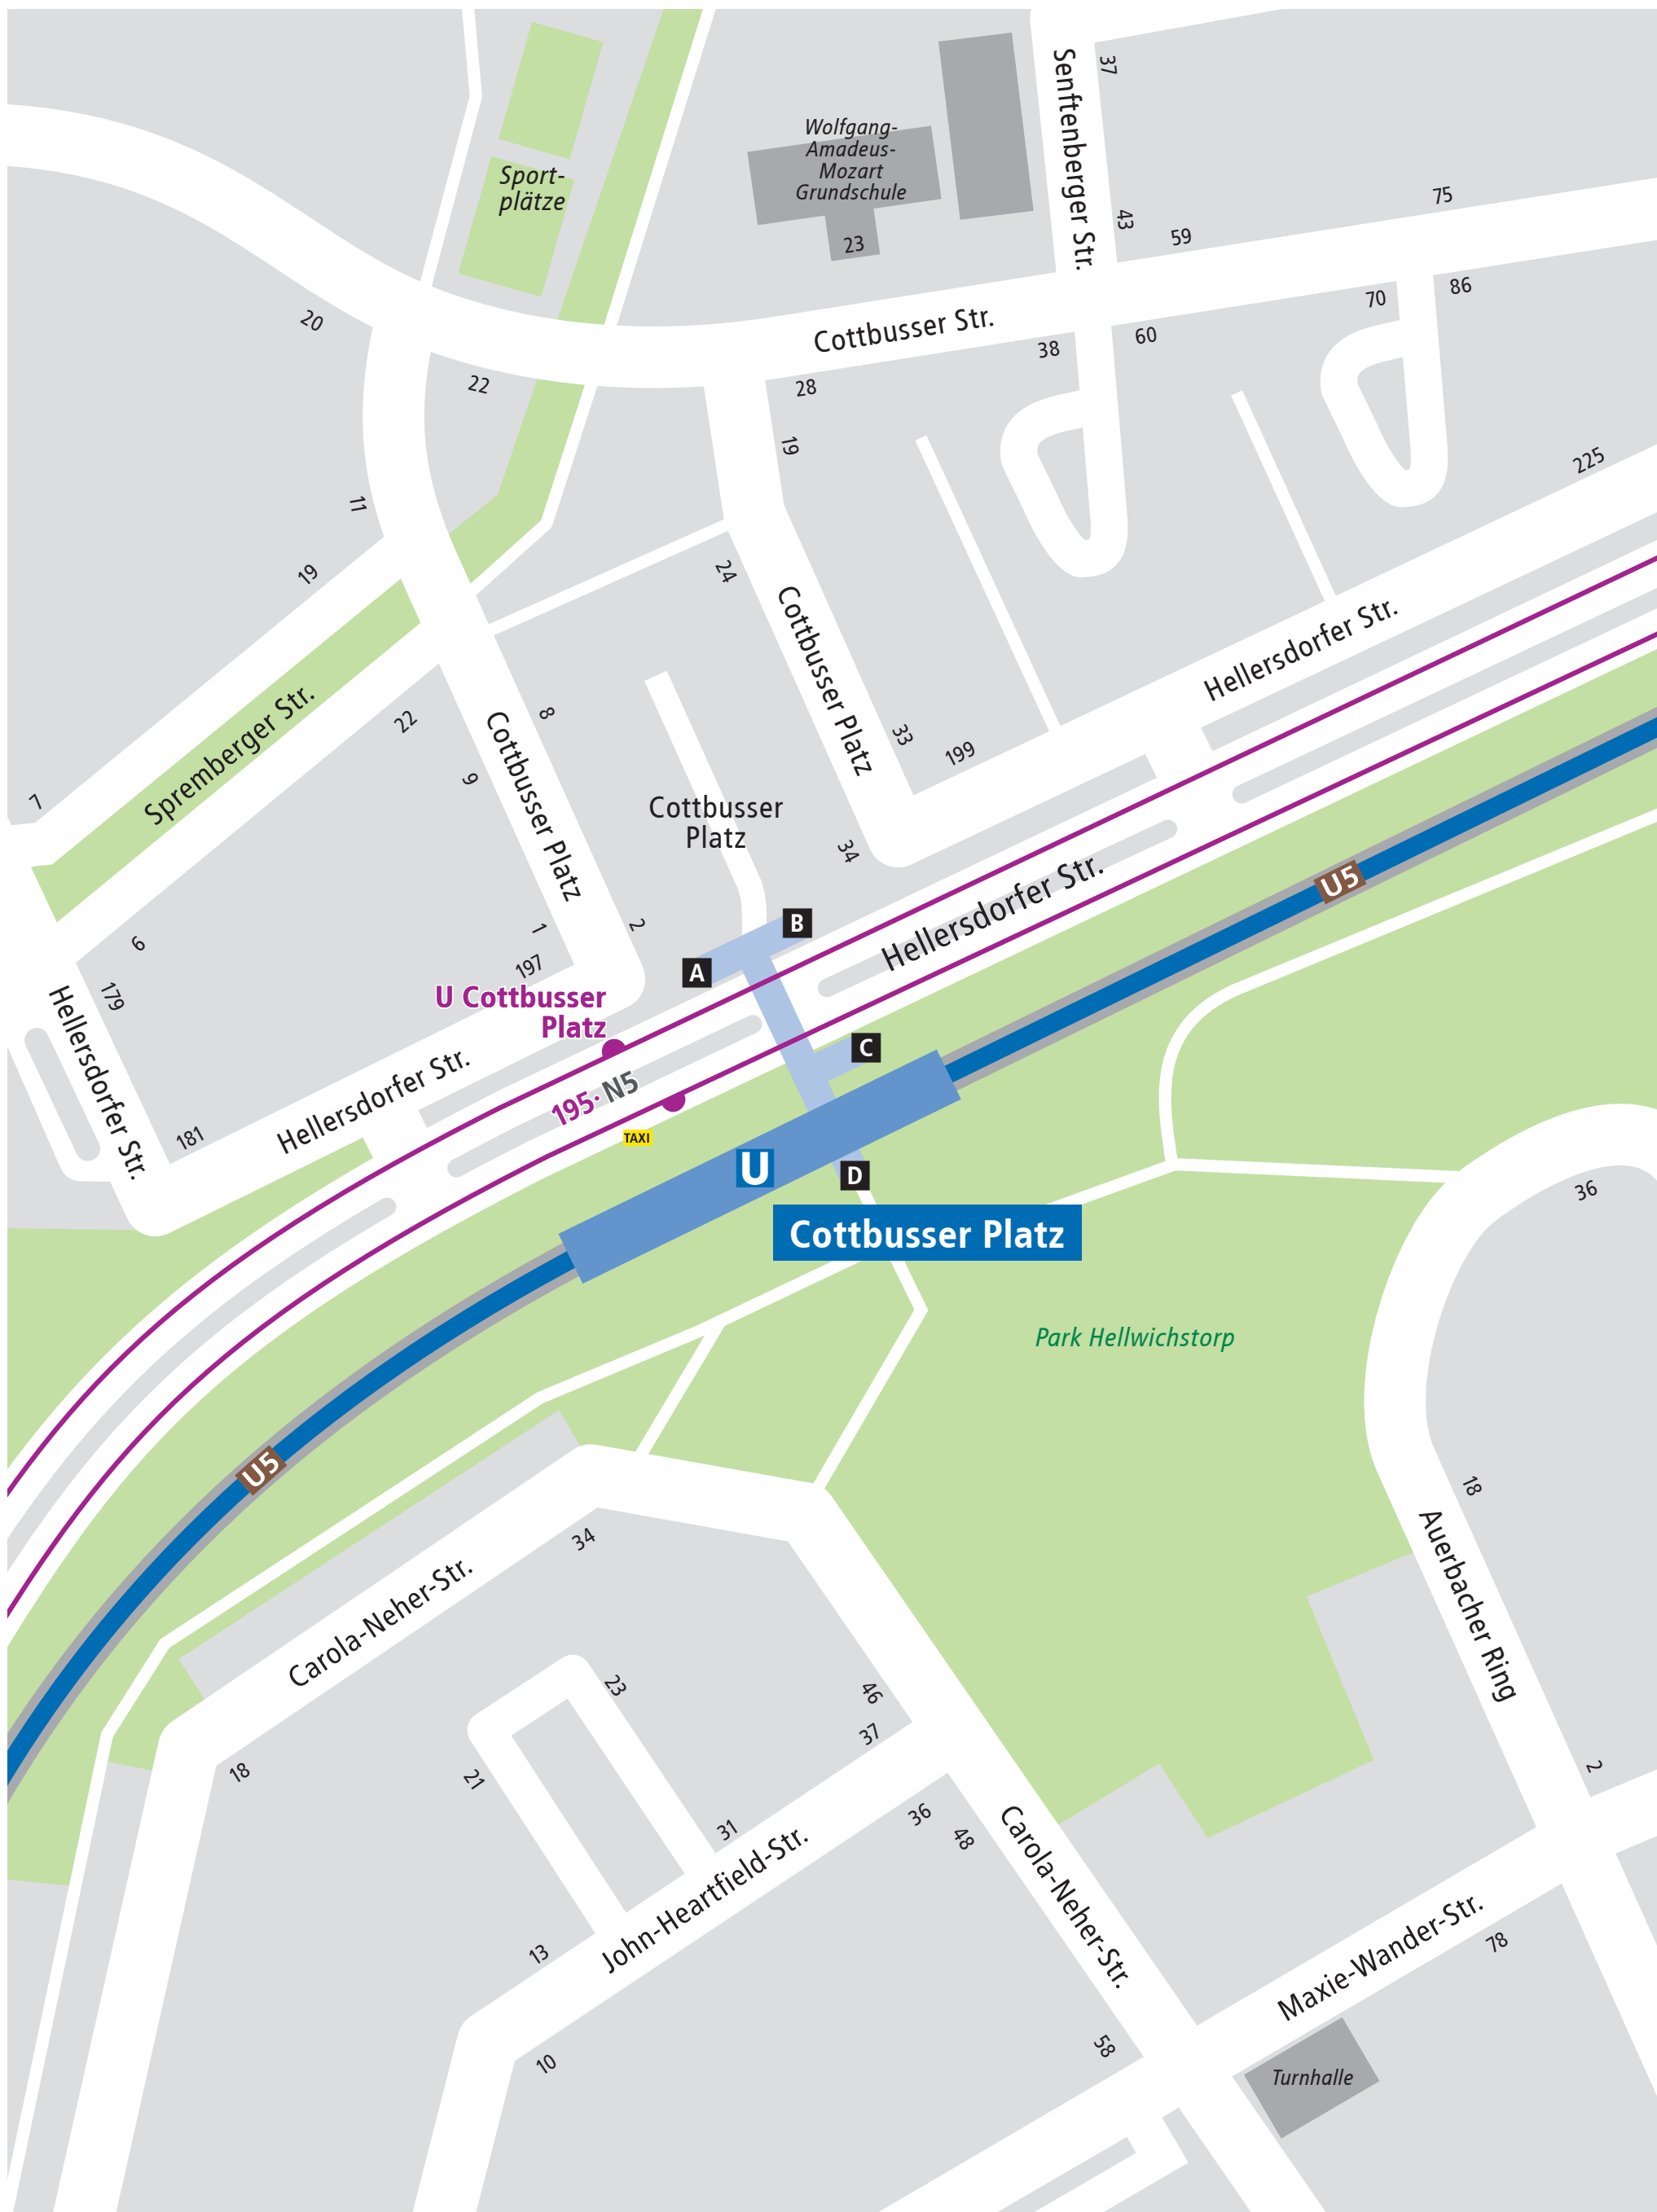 37
Senftenberger Str.
Wolfgang-
Amadeus-
Mozart
Grundschule
23
Sport-
plätze
43
59
75
20
Cottbusser Str.
22
28
38
60
70
86
19
11
225
19
24
Cottbusser Platz
Hellersdorfer Str.
Spremberger Str.
22
8
9
Cottbusser Platz
33
199
7
Cottbusser
Platz
34
Hellersdorfer Str.
U5
B
6
1
2
197
A
179
Hellersdorfer Str.
U Cottbusser
Platz
C
Hellersdorfer Str.
195· N5
181
TAXI
U
D
Cottbusser Platz
36
Park Hellwichstorp
U5
34
18
Carola-Neher-Str.
Auerbacher Ring
23
46
37
18
21
2
31
36
48
John-Heartfield-Str.
Carola-Neher-Str.
13
Maxie-Wander-Str.
78
10
58
Turnhalle